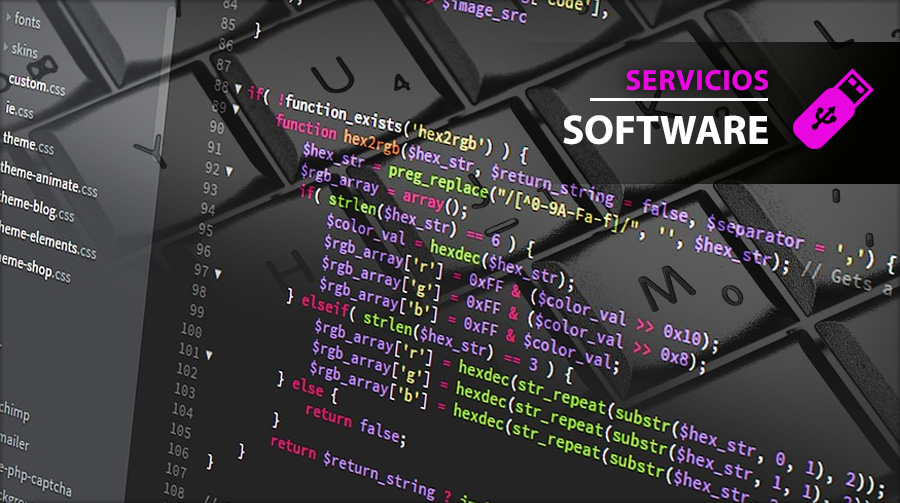 SERVICIOS
SOFTWARE
fonts
skins
custom.css
ie.css
theme.css
theme-animate.css
theme-blog.css
theme-elements.css
theme-shop.css
chimp
mailer
e-php-captcha
84
85 }
86
87
88 if( !function_exists('hex2rgb') ) {
89 function hex2rgb($hex_str, $return_string = false, $separator = ',') {
90 $hex_str = preg_replace("/[^0-9A-Fa-f]/", '', $hex_str); // Gets a
91 $rgb_array = array();
92 if( strlen($hex_str) == 6 ) {
93 $color_val = hexdec($hex_str);
94 $rgb_array['r'] = 0xFF & ($color_val >> 0x10);
95 $rgb_array['g'] = 0xFF & ($color_val >> 0x8);
96 $rgb_array['b'] = 0xFF & $color_val;
97 } elseif( strlen($hex_str) == 3 ) {
98 $rgb_array['r'] = hexdec(str_repeat(substr($hex_str, 0, 1), 2));
99 $rgb_array['g'] = hexdec(str_repeat(substr($hex_str, 1, 1), 2));
100 $rgb_array['b'] = hexdec(str_repeat(substr($hex_str,
101 } else {
102 return false;
103 }
104 return $return_string ?
105 }
106 }
107
108 //
$image_src
code'],
U 4
L
Y
H
M 0